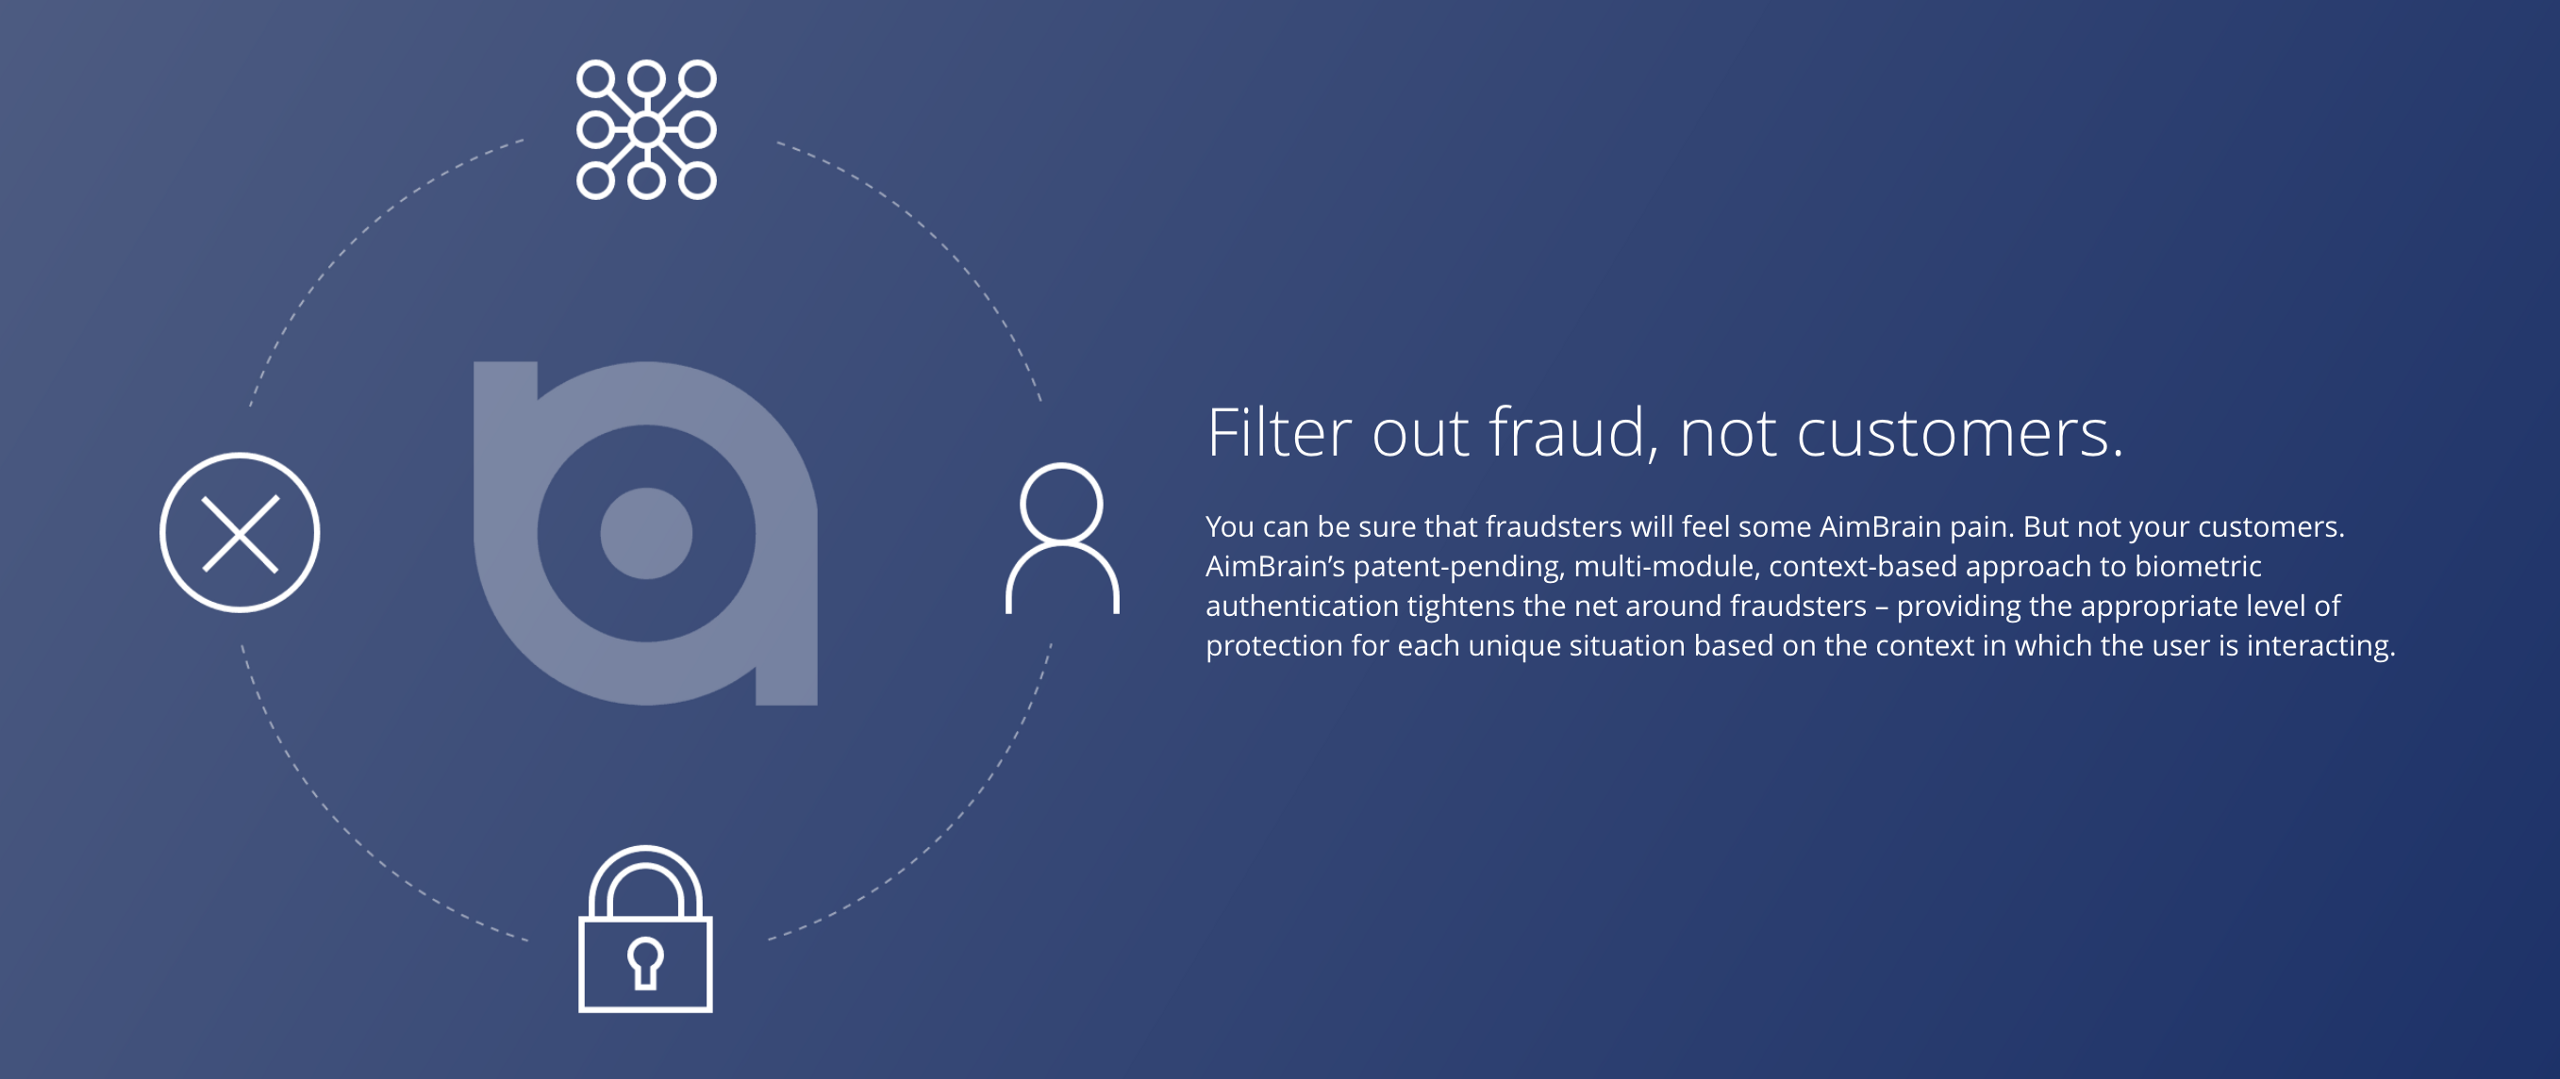 Filter out fraud, not customers.
You can be sure that fraudsters will feel some AimBrain pain. But not your customers.
AimBrain’s patent-pending, multi-module, context-based approach to biometric
authentication tightens the net around fraudsters – providing the appropriate level of
protection for each unique situation based on the context in which the user is interacting.